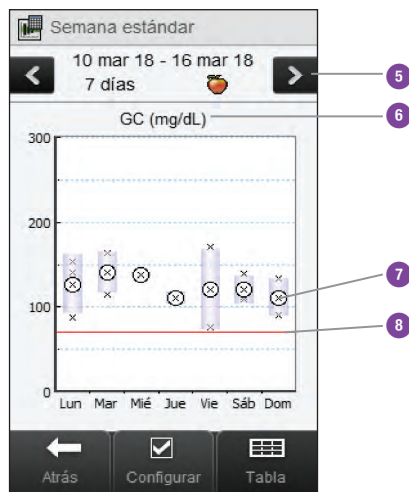 Semana estándar
10 mar 18 - 16 mar 18
7 días
5
GC (mg/dL)
6
300
200
100
0
7
8
Lun Mar Mié Jue Vie Sáb Dom
Atrás Configurar Tabla